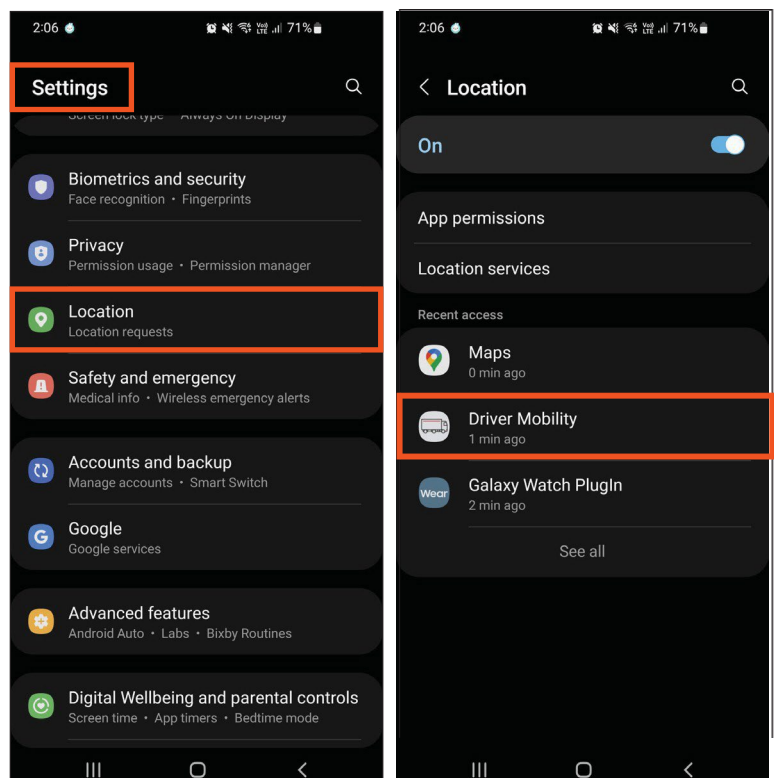 2:06
71%
Settings
Screen lock type • Always On Display
Biometrics and security
Face recognition • Fingerprints
Privacy
Permission usage • Permission manager
Location
Location requests
Safety and emergency
Medical info • Wireless emergency alerts
Accounts and backup
Manage accounts • Smart Switch
Google
Google services
Advanced features
Android Auto • Labs • Bixby Routines
Digital Wellbeing and parental controls
Screen time • App timers • Bedtime mode
2:06
71%
Location
On
App permissions
Location services
Recent access
Maps
0 min ago
Driver Mobility
1 min ago
Wear
Galaxy Watch PlugIn
2 min ago
See all